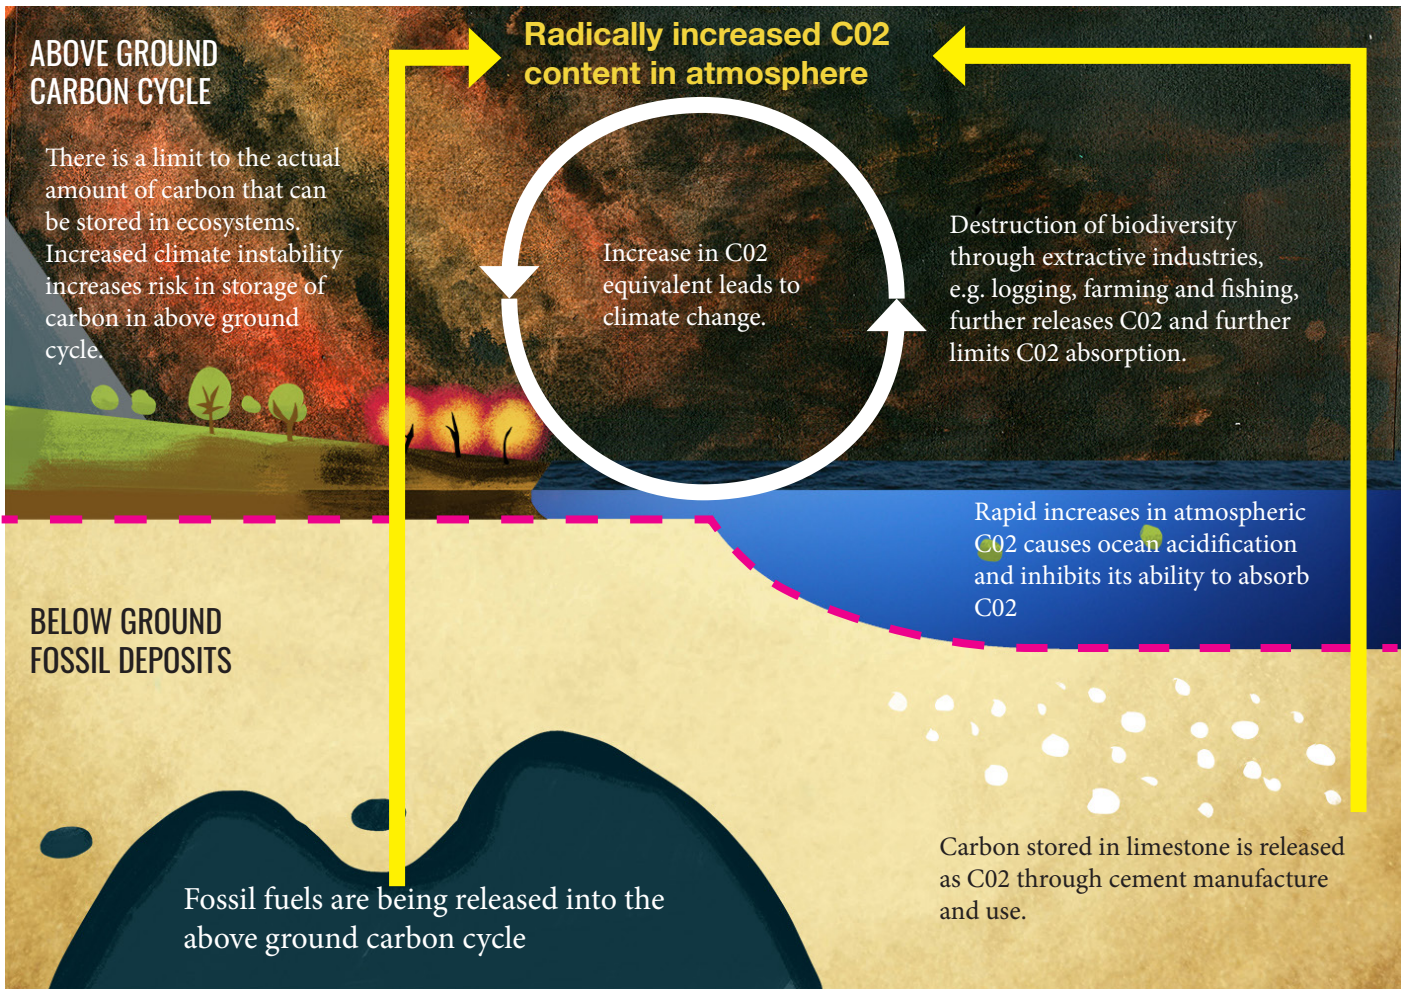 ABOVE GROUND
CARBON CYCLE
There is a limit to the actual
amount of carbon that can
be stored in ecosystems.
Increased climate instability
increases risk in storage of
carbon in above ground
cycle.
Radically increased C02
content in atmosphere
Increase in C02
equivalent leads to
climate change.
Destruction of biodiversity
through extractive industries,
e.g. logging, farming and fishing,
further releases C02 and further
limits C02 absorption.
Rapid increases in atmospheric
C02 causes ocean acidification
and inhibits its ability to absorb
C02
BELOW GROUND
FOSSIL DEPOSITS
Fossil fuels are being released into the
above ground carbon cycle
Carbon stored in limestone is released
as C02 through cement manufacture
and use.